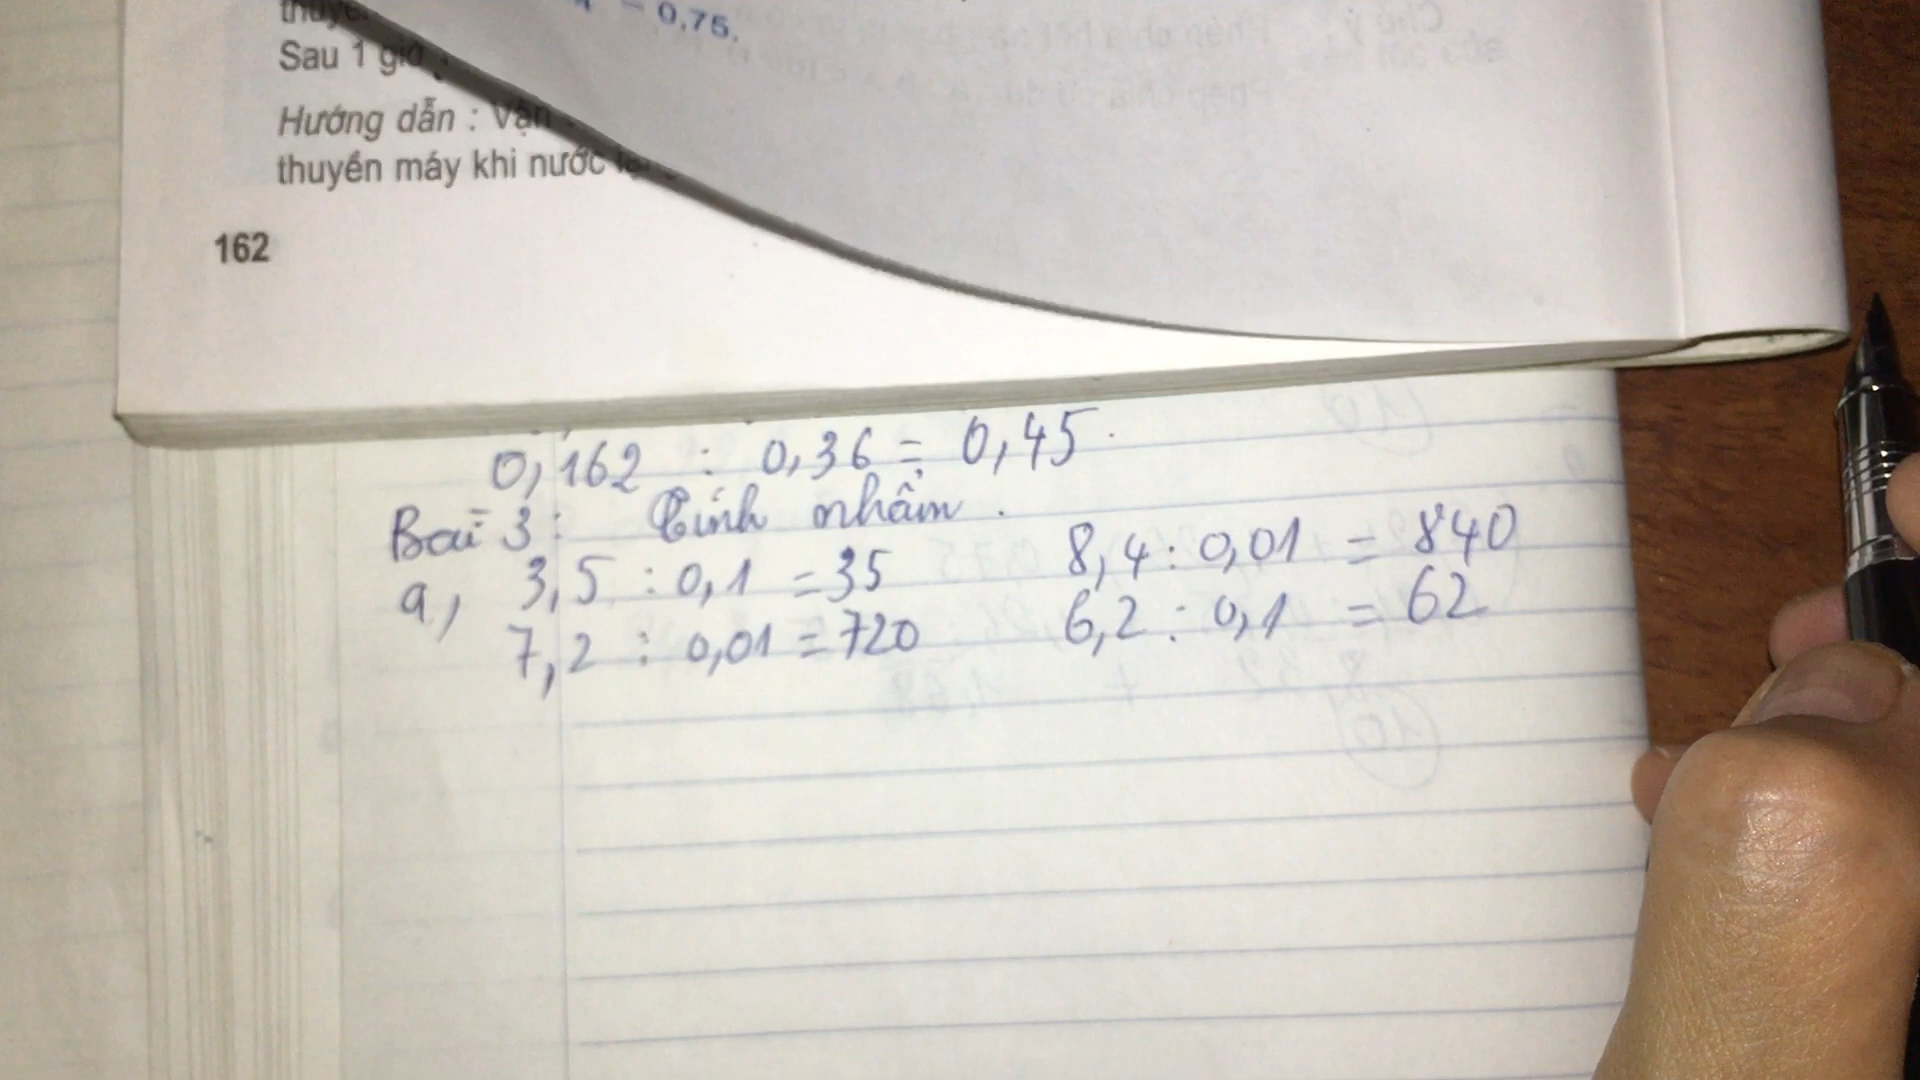 - 0,75.
Sau 1 giờ
Hướng dẫn : Vận
thuyền máy khi nước
162
0,162 : 0,36 = 0,45.
Bài 3 : Tính nhẩm .
a, 3,5 : 0,1 = 35 8,4 : 0,01 = 840
7,2 : 0,01 = 720 6,2 : 0,1 = 62